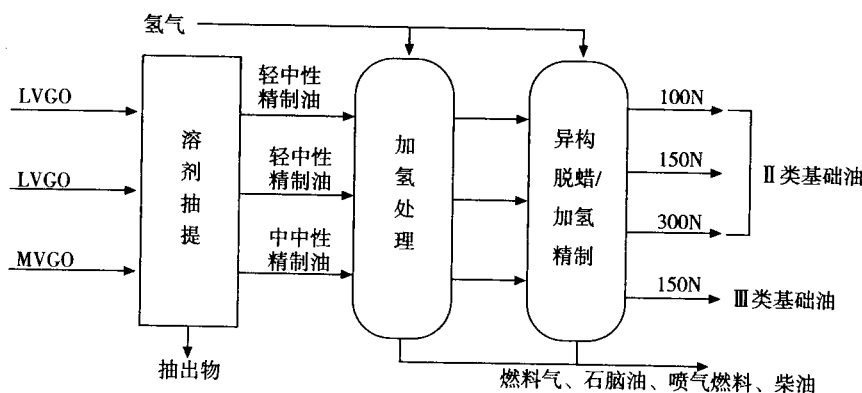 氢气
LVGO
LVGO
MVGO
溶剂抽提
轻中性
精制油
轻中性
精制油
中中性
精制油
加氢处理
异构
脱蜡/
加氢
精制
100N
150N
300N
150N
Ⅱ类基础油
Ⅲ类基础油
抽出物
燃料气、石脑油、喷气燃料、柴油